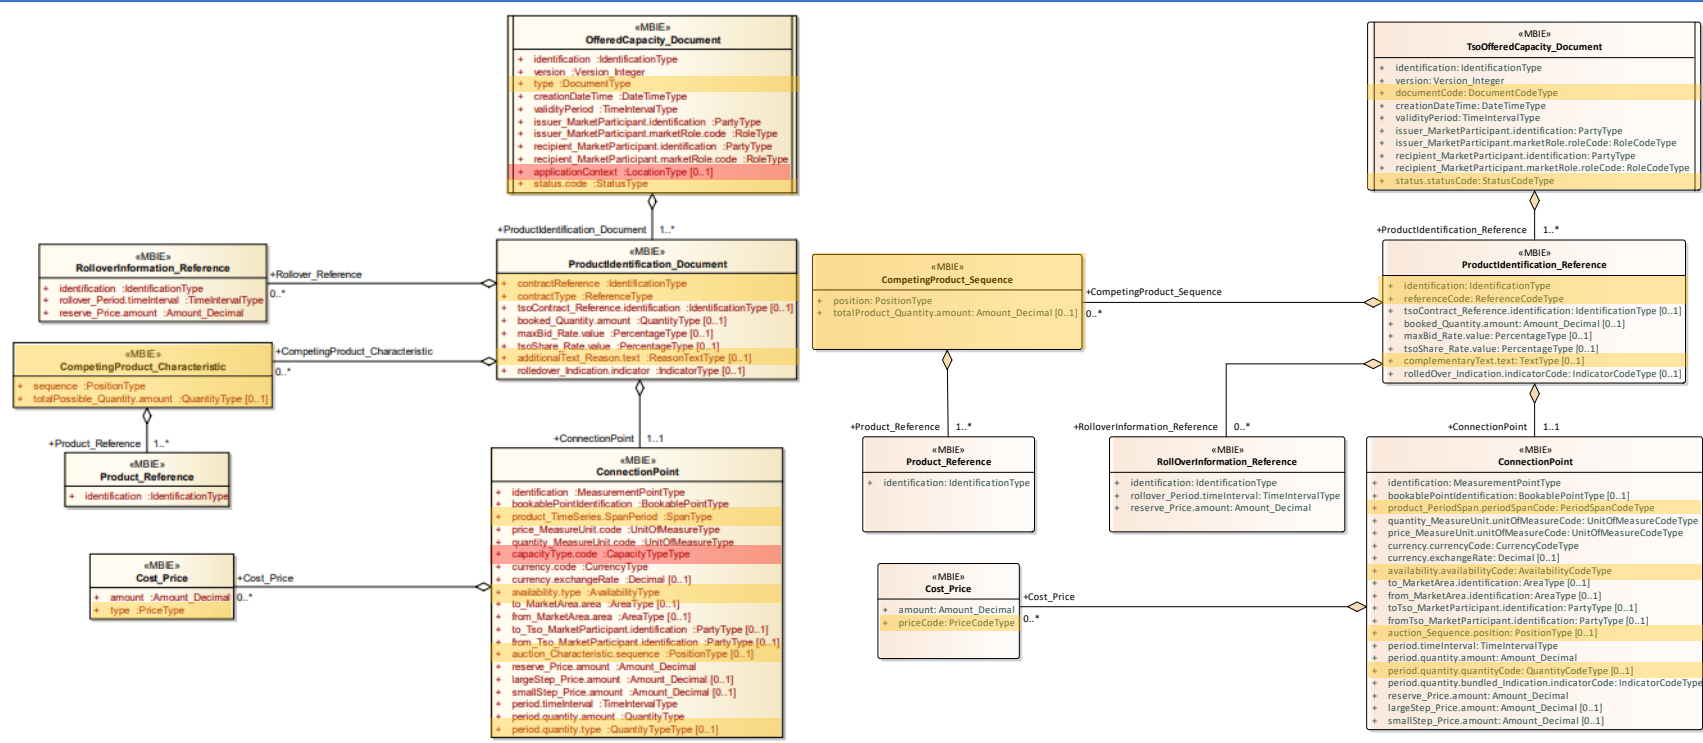 «MBIE»
OfferedCapacity_Document
+ identification :IdentificationType
+ version :Version_Integer
+ type :DocumentType
+ creationDateTime :DateTimeType
+ validityPeriod :TimeIntervalType
+ issuer_MarketParticipant.identification :PartyType
+ issuer_MarketParticipant.marketRole.code :RoleType
+ recipient_MarketParticipant.identification :PartyType
+ recipient_MarketParticipant.marketRole.code :RoleType
+ applicationContext :LocationType [0..1]
+ status.code :StatusType
+ProductIdentification_Document 1..*
«MBIE»
RolloverInformation_Reference
+ identification :IdentificationType
+ rollover_Period.timeInterval :TimeIntervalType
+ reserve_Price.amount :Amount_Decimal
+Rollover_Reference
0..*
«MBIE»
ProductIdentification_Document
+ contractReference :IdentificationType
+ contractType :ReferenceType
+ tsoContract_Reference.identification :IdentificationType [0..1]
+ booked_Quantity.amount :QuantityType [0..1]
+ maxBid_Rate.value :PercentageType [0..1]
+ tsoShare_Rate.value :PercentageType [0..1]
+ additionalText_Reason.text :ReasonTextType [0..1]
+ rolledover_Indication.indicator :IndicatorType [0..1]
«MBIE»
CompetingProduct_Characteristic
+ sequence :PositionType
+ totalPossible_Quantity.amount :QuantityType [0..1]
+CompetingProduct_Characteristic
0..*
+Product_Reference 1..*
«MBIE»
Product_Reference
+ identification :IdentificationType
+ConnectionPoint 1..1
«MBIE»
ConnectionPoint
+ identification :MeasurementPointType
+ bookablePointIdentification :BookablePointType [0..1]
+ product_TimeSeries.SpanPeriod :SpanType
+ price_MeasureUnit.code :UnitOfMeasureType
+ quantity_MeasureUnit.code :UnitOfMeasureType
+ capacityType.code :CapacityTypeType
+ currency.code :CurrencyType
+ currency.exchangeRate :Decimal [0..1]
+ availability.type :AvailabilityType
+ to_MarketArea.area :AreaType [0..1]
+ from_MarketArea.area :AreaType [0..1]
+ to_Tso_MarketParticipant.identification :PartyType [0..1]
+ from_Tso_MarketParticipant.identification :PartyType [0..1]
+ auction_Characteristic.sequence :PositionType [0..1]
+ reserve_Price.amount :Amount_Decimal
+ largeStep_Price.amount :Amount_Decimal [0..1]
+ smallStep_Price.amount :Amount_Decimal [0..1]
+ period.timeInterval :TimeIntervalType
+ period.quantity.amount :QuantityType
+ period.quantity.type :QuantityTypeType [0..1]
«MBIE»
Cost_Price
+ amount :Amount_Decimal
+ type :PriceType
+Cost_Price
0..*
«MBIE»
TsoOfferedCapacity_Document
+ identification: IdentificationType
+ version: Version_Integer
+ documentCode: DocumentCodeType
+ creationDateTime: DateTimeType
+ validityPeriod: TimeIntervalType
+ issuer_MarketParticipant.identification: PartyType
+ issuer_MarketParticipant.marketRole.roleCode: RoleCodeType
+ recipient_MarketParticipant.identification: PartyType
+ recipient_MarketParticipant.marketRole.roleCode: RoleCodeType
+ status.statusCode: StatusCodeType
+ProductIdentification_Reference 1..*
«MBIE»
CompetingProduct_Sequence
+ position: PositionType
+ totalProduct_Quantity.amount: Amount_Decimal [0..1]
+CompetingProduct_Sequence
0..*
«MBIE»
ProductIdentification_Reference
+ identification: IdentificationType
+ referenceCode: ReferenceCodeType
+ tsoContract_Reference.identification: IdentificationType [0..1]
+ booked_Quantity.amount: Amount_Decimal [0..1]
+ maxBid_Rate.value: PercentageType [0..1]
+ tsoShare_Rate.value: PercentageType [0..1]
+ complementaryText.text: TextType [0..1]
+ rolledOver_Indication.indicatorCode: IndicatorCodeType [0..1]
+Product_Reference 1..*
«MBIE»
Product_Reference
+ identification: IdentificationType
+RolloverInformation_Reference 0..*
«MBIE»
RollOverInformation_Reference
+ identification: IdentificationType
+ rollover_Period.timeInterval: TimeIntervalType
+ reserve_Price.amount: Amount_Decimal
+ConnectionPoint 1..1
«MBIE»
ConnectionPoint
+ identification: MeasurementPointType
+ bookablePointIdentification: BookablePointType [0..1]
+ product_PeriodSpan.periodSpanCode: PeriodSpanCodeType
+ quantity_MeasureUnit.unitOfMeasureCode: UnitOfMeasureCodeType
+ price_MeasureUnit.unitOfMeasureCode: UnitOfMeasureCodeType
+ currency.currencyCode: CurrencyCodeType
+ currency.exchangeRate: Decimal [0..1]
+ availability.availabilityCode: AvailabilityCodeType
+ to_MarketArea.identification: AreaType [0..1]
+ from_MarketArea.identification: AreaType [0..1]
+ toTso_MarketParticipant.identification: PartyType [0..1]
+ fromTso_MarketParticipant.identification: PartyType [0..1]
+ auction_Sequence.position: PositionType [0..1]
+ period.timeInterval: TimeIntervalType
+ period.quantity.amount: Amount_Decimal
+ period.quantity.quantityCode: QuantityCodeType [0..1]
+ period.quantity.bundled_Indication.indicatorCode: IndicatorCodeType
+ reserve_Price.amount: Amount_Decimal
+ largeStep_Price.amount: Amount_Decimal [0..1]
+ smallStep_Price.amount: Amount_Decimal [0..1]
«MBIE»
Cost_Price
+ amount: Amount_Decimal
+ priceCode: PriceCodeType
+Cost_Price
0..*